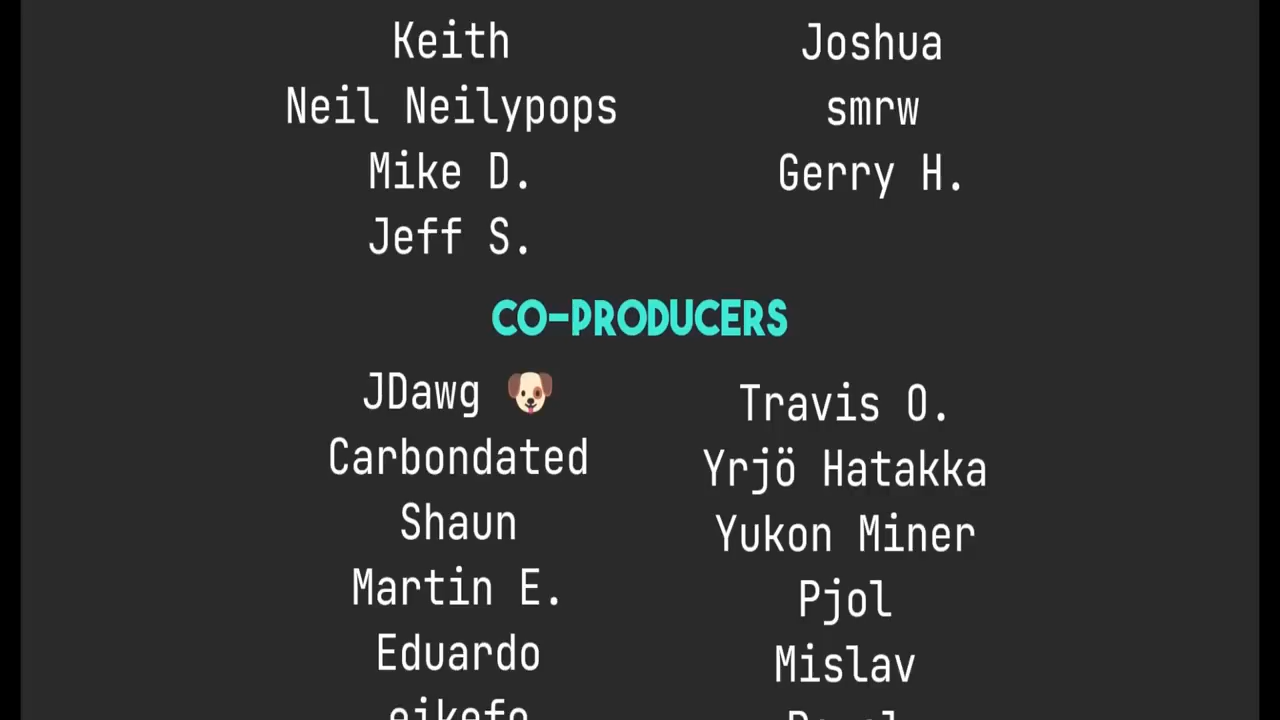 Keith
Neil Neilypops
Mike D.
Jeff S.
Joshua
smrw
Gerry H.
CO-PRODUCERS
JDawg 🐶
Carbondated
Shaun
Martin E.
Eduardo
Travis O.
Yrjö Hatakka
Yukon Miner
Pjol
Mislav